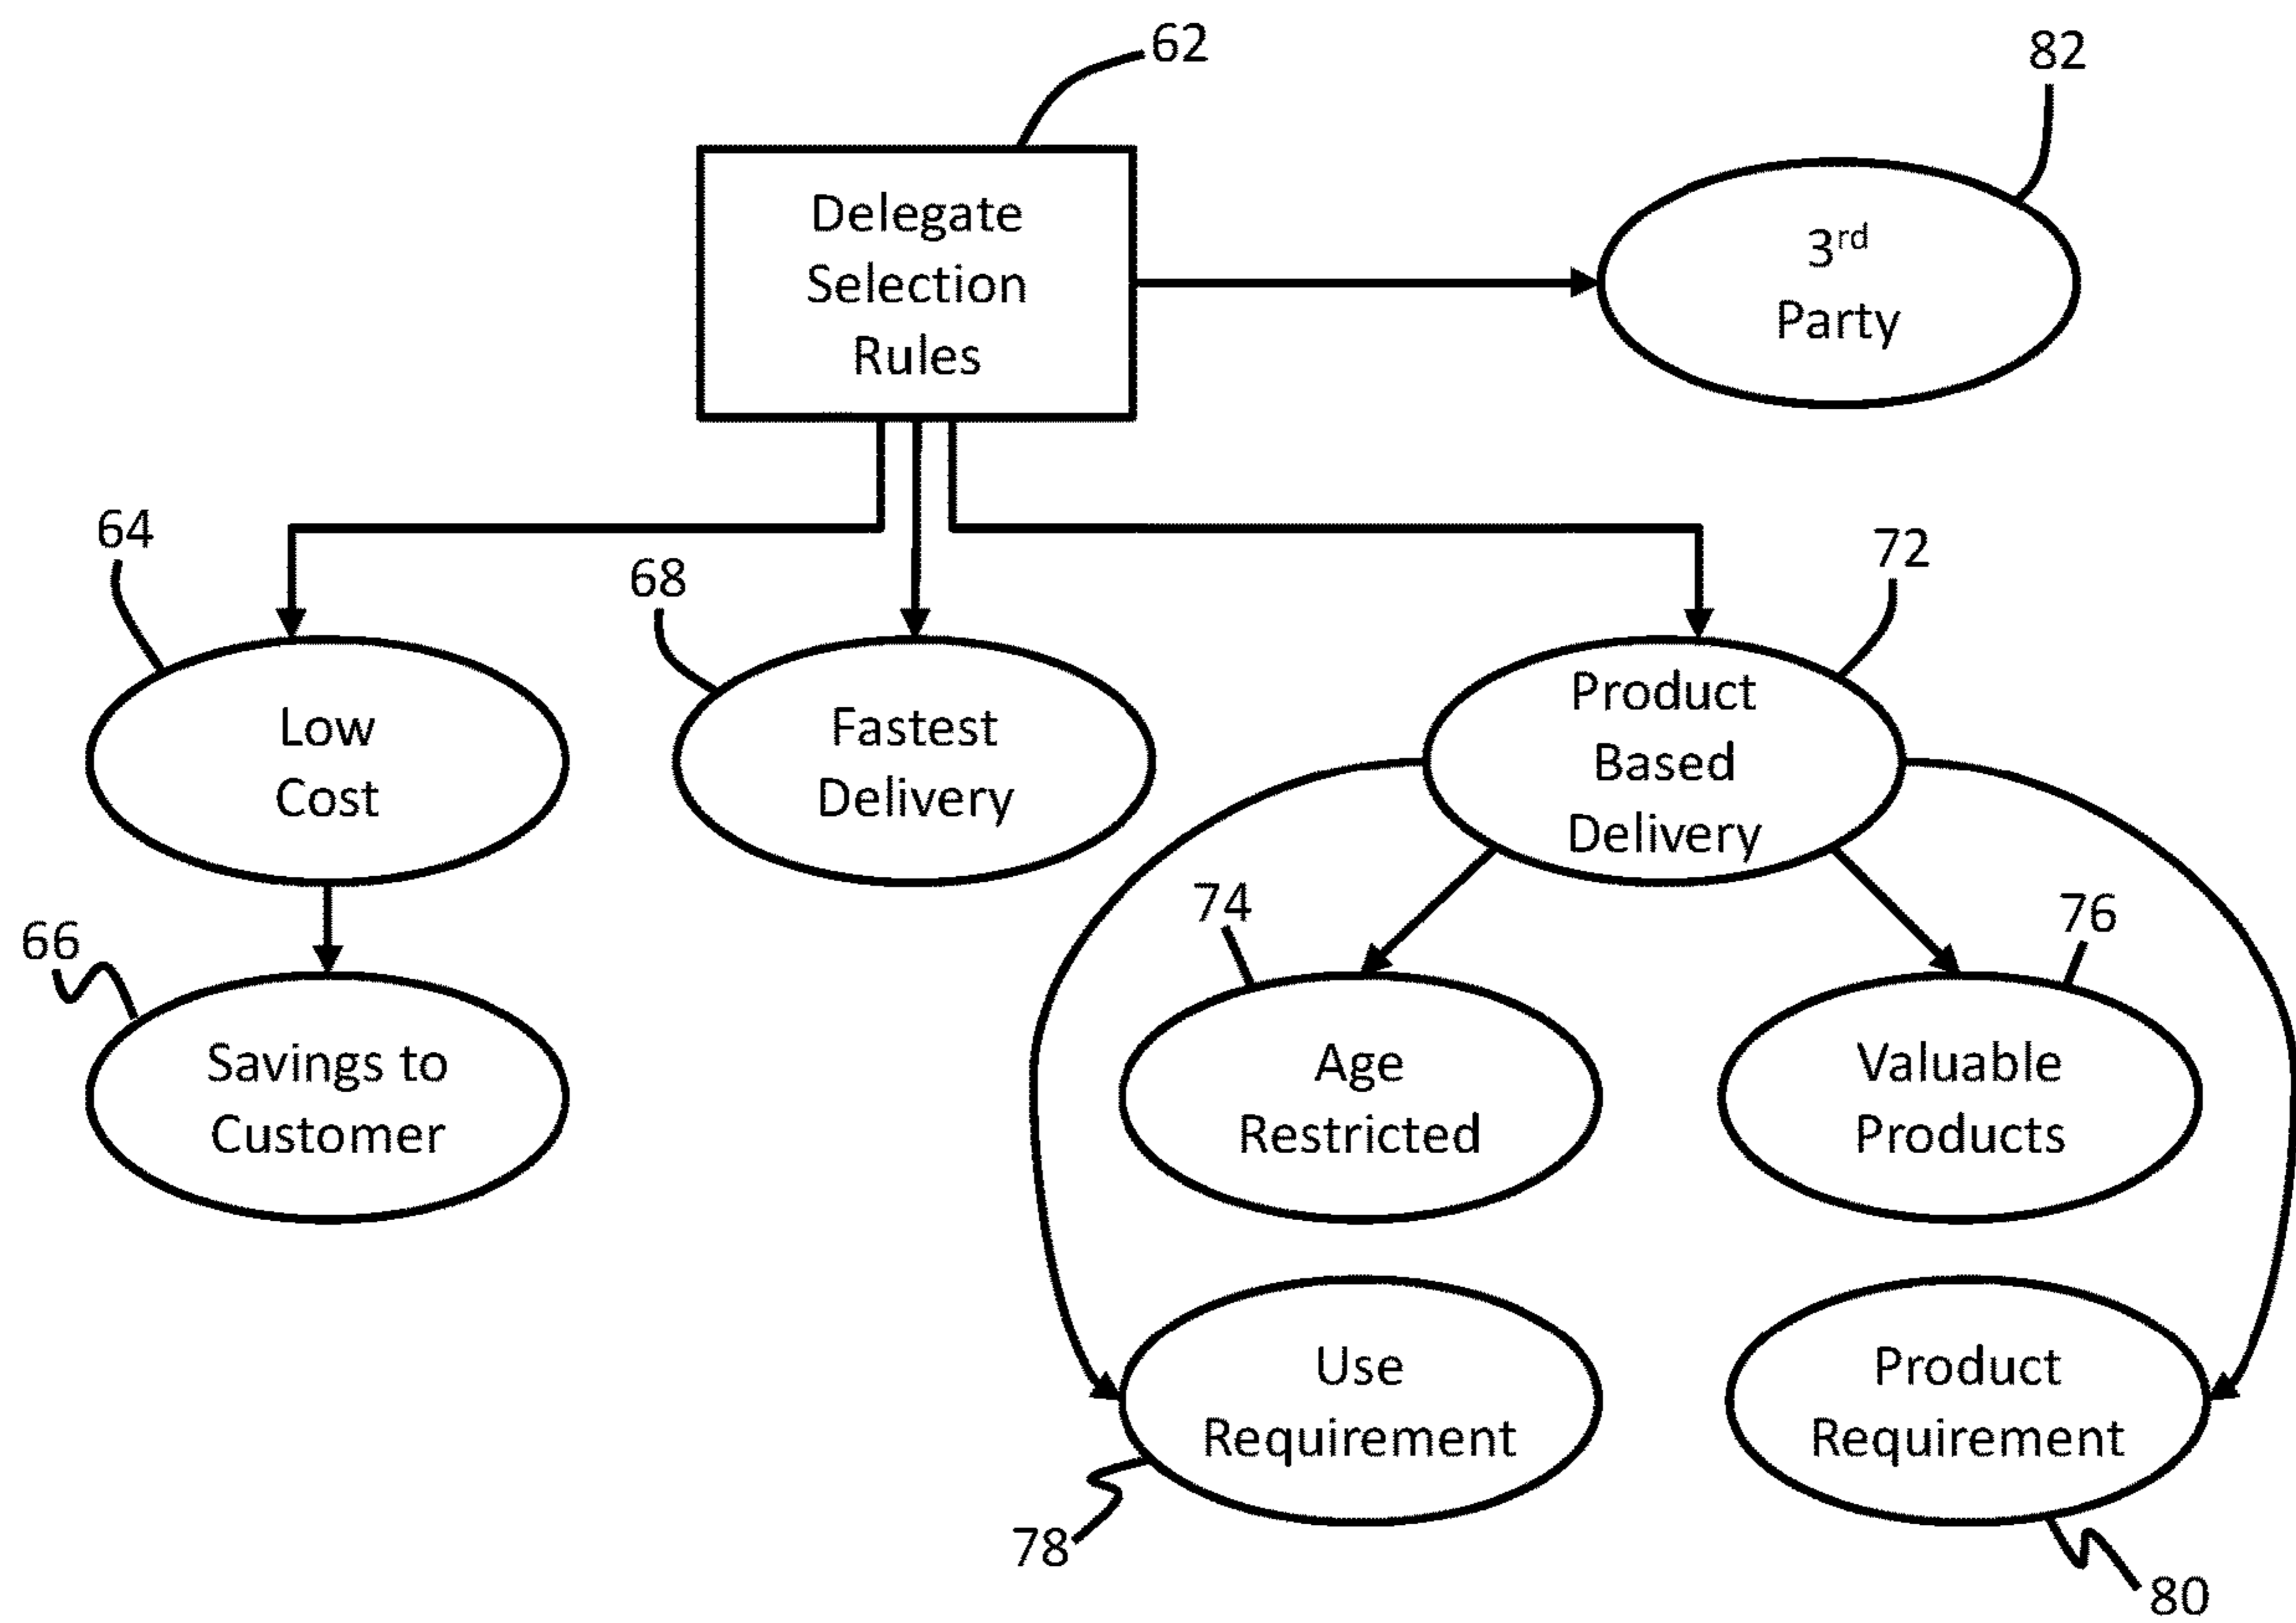 62
82
Delegate
Selection
Rules
3rd
Party
64
68
72
Low
Cost
Fastest
Delivery
Product
Based
Delivery
66
74
76
Savings to
Customer
Age
Restricted
Valuable
Products
Use
Requirement
Product
Requirement
78
80